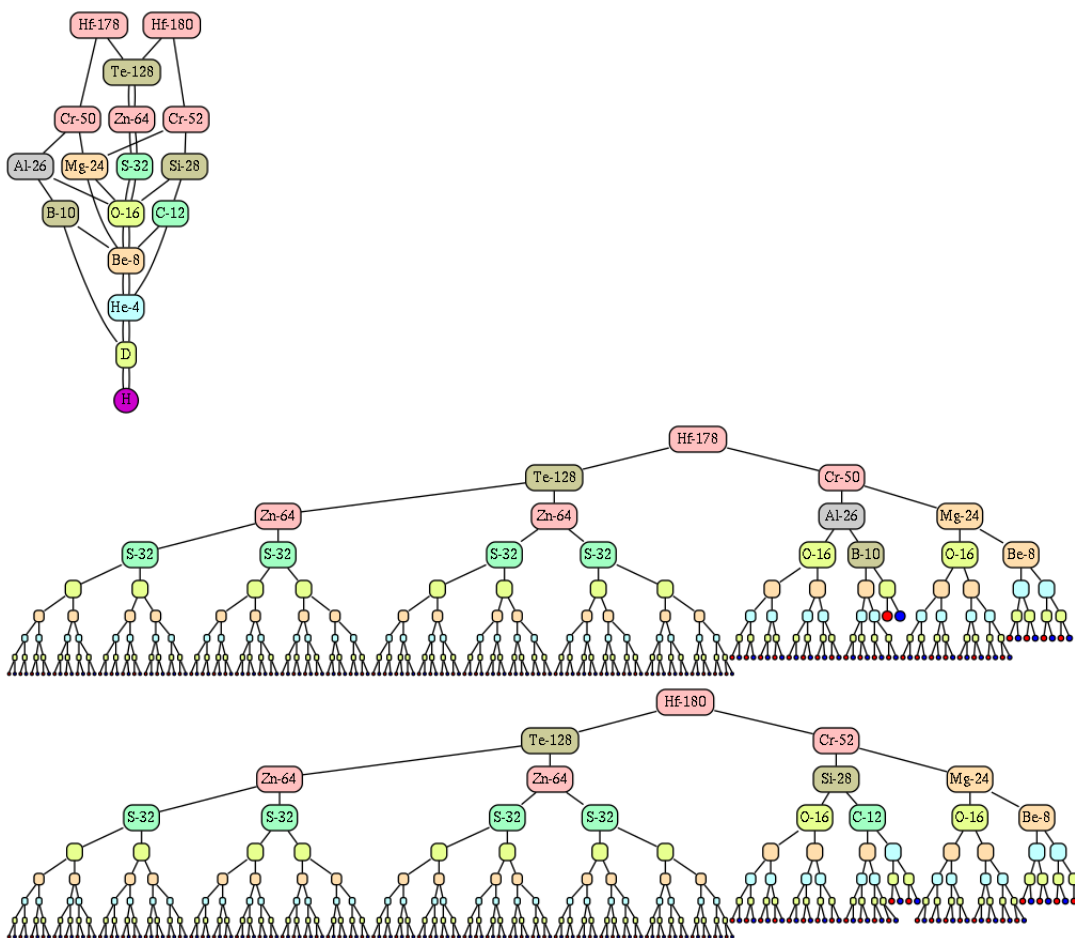 Hf-178 Hf-180
Te-128
Cr-50 Zn-64 Cr-52
Al-26 Mg-24 S-32 Si-28
B-10 O-16 C-12
Be-8
He-4
D
H
Hf-178
Te-128 Cr-50
Zn-64 Zn-64 Al-26 Mg-24
S-32 S-32 S-32 S-32 O-16 B-10 O-16 Be-8
Hf-180
Te-128 Cr-52
Zn-64 Zn-64 Si-28 Mg-24
S-32 S-32 S-32 S-32 O-16 C-12 O-16 Be-8